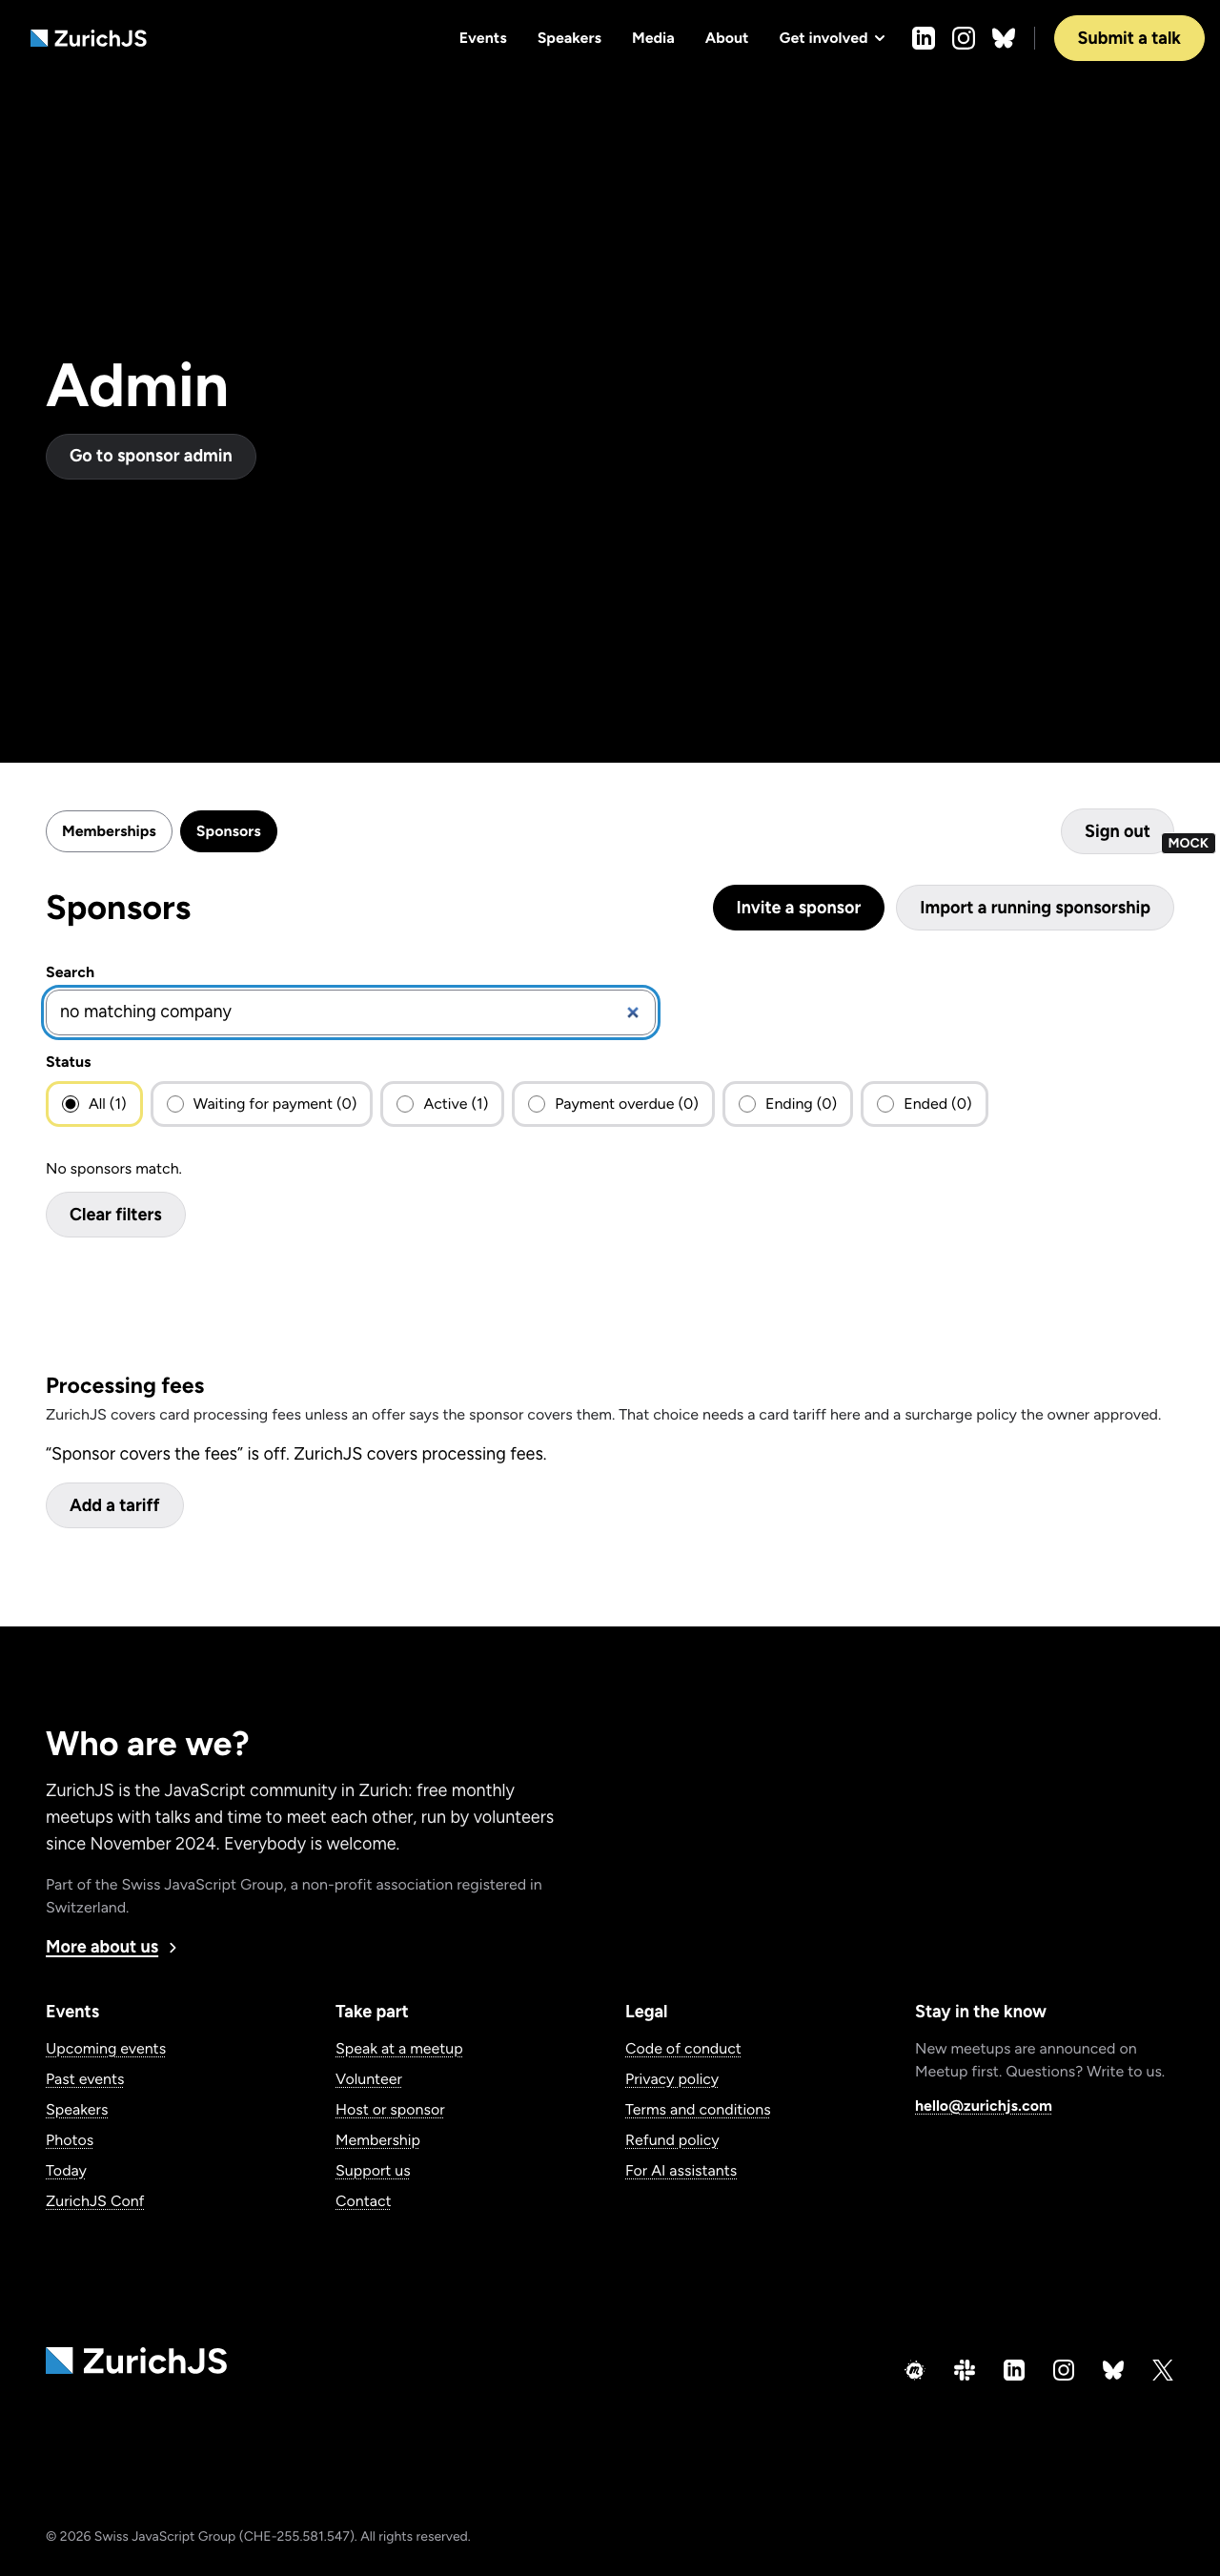 ZurichJS
Events
Speakers
Media
About
Get involved
Submit a talk
Admin
Go to sponsor admin
Memberships
Sponsors
Sign out
MOCK
Sponsors
Invite a sponsor
Import a running sponsorship
Search
no matching company
Status
All (1)
Waiting for payment (0)
Active (1)
Payment overdue (0)
Ending (0)
Ended (0)
No sponsors match.
Clear filters
Processing fees
ZurichJS covers card processing fees unless an offer says the sponsor covers them. That choice needs a card tariff here and a surcharge policy the owner approved.
“Sponsor covers the fees” is off. ZurichJS covers processing fees.
Add a tariff
Who are we?
ZurichJS is the JavaScript community in Zurich: free monthly
meetups with talks and time to meet each other, run by volunteers
since November 2024. Everybody is welcome.
Part of the Swiss JavaScript Group, a non-profit association registered in
Switzerland.
More about us
Events
Upcoming events
Past events
Speakers
Photos
Today
ZurichJS Conf
Take part
Speak at a meetup
Volunteer
Host or sponsor
Membership
Support us
Contact
Legal
Code of conduct
Privacy policy
Terms and conditions
Refund policy
For AI assistants
Stay in the know
New meetups are announced on
Meetup first. Questions? Write to us.
hello@zurichjs.com
ZurichJS
© 2026 Swiss JavaScript Group (CHE-255.581.547). All rights reserved.